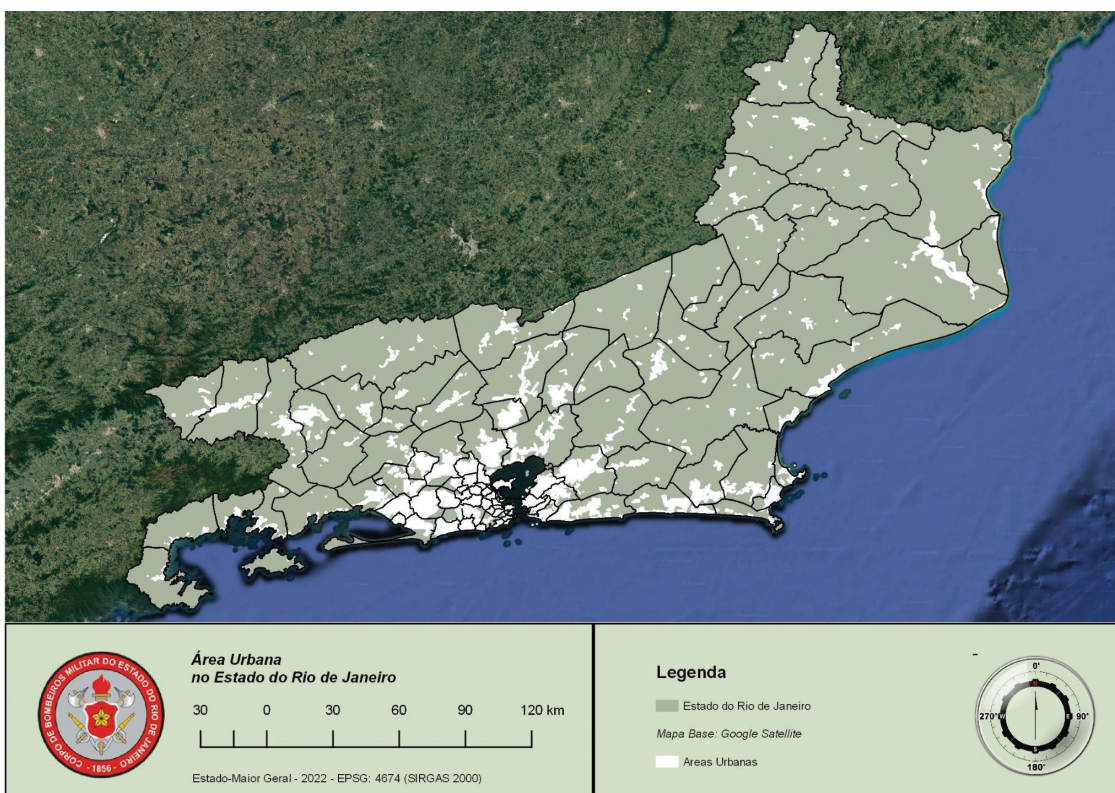 CORPO DE BOMBEIROS MILITAR DO ESTADO DO RIO DE JANEIRO
- 1856 -
Área Urbana
no Estado do Rio de Janeiro
30 0 30 60 90 120 km
Estado-Maior Geral - 2022 - EPSG: 4674 (SIRGAS 2000)
Legenda
Estado do Rio de Janeiro
Mapa Base: Google Satellite
Areas Urbanas
0°
N
270° W E 90°
S
180°